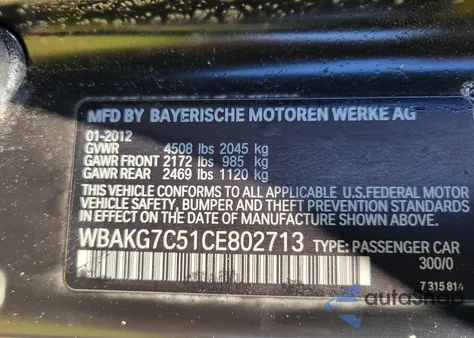 MFD BY BAYERISCHE MOTOREN WERKE AG
01-2012
GVWR 4508 lbs 2045 kg
GAWR FRONT 2172 lbs 985 kg
GAWR REAR 2469 lbs 1120 kg
THIS VEHICLE CONFORMS TO ALL APPLICABLE U.S.FEDERAL MOTOR
VEHICLE SAFETY, BUMPER AND THEFT PREVENTION STANDARDS
IN EFFECT ON THE DATE OF MANUFACTURE SHOWN ABOVE.
WBAKG7C51CE802713 TYPE: PASSENGER CAR
300/0
7 315 814
autoSnap